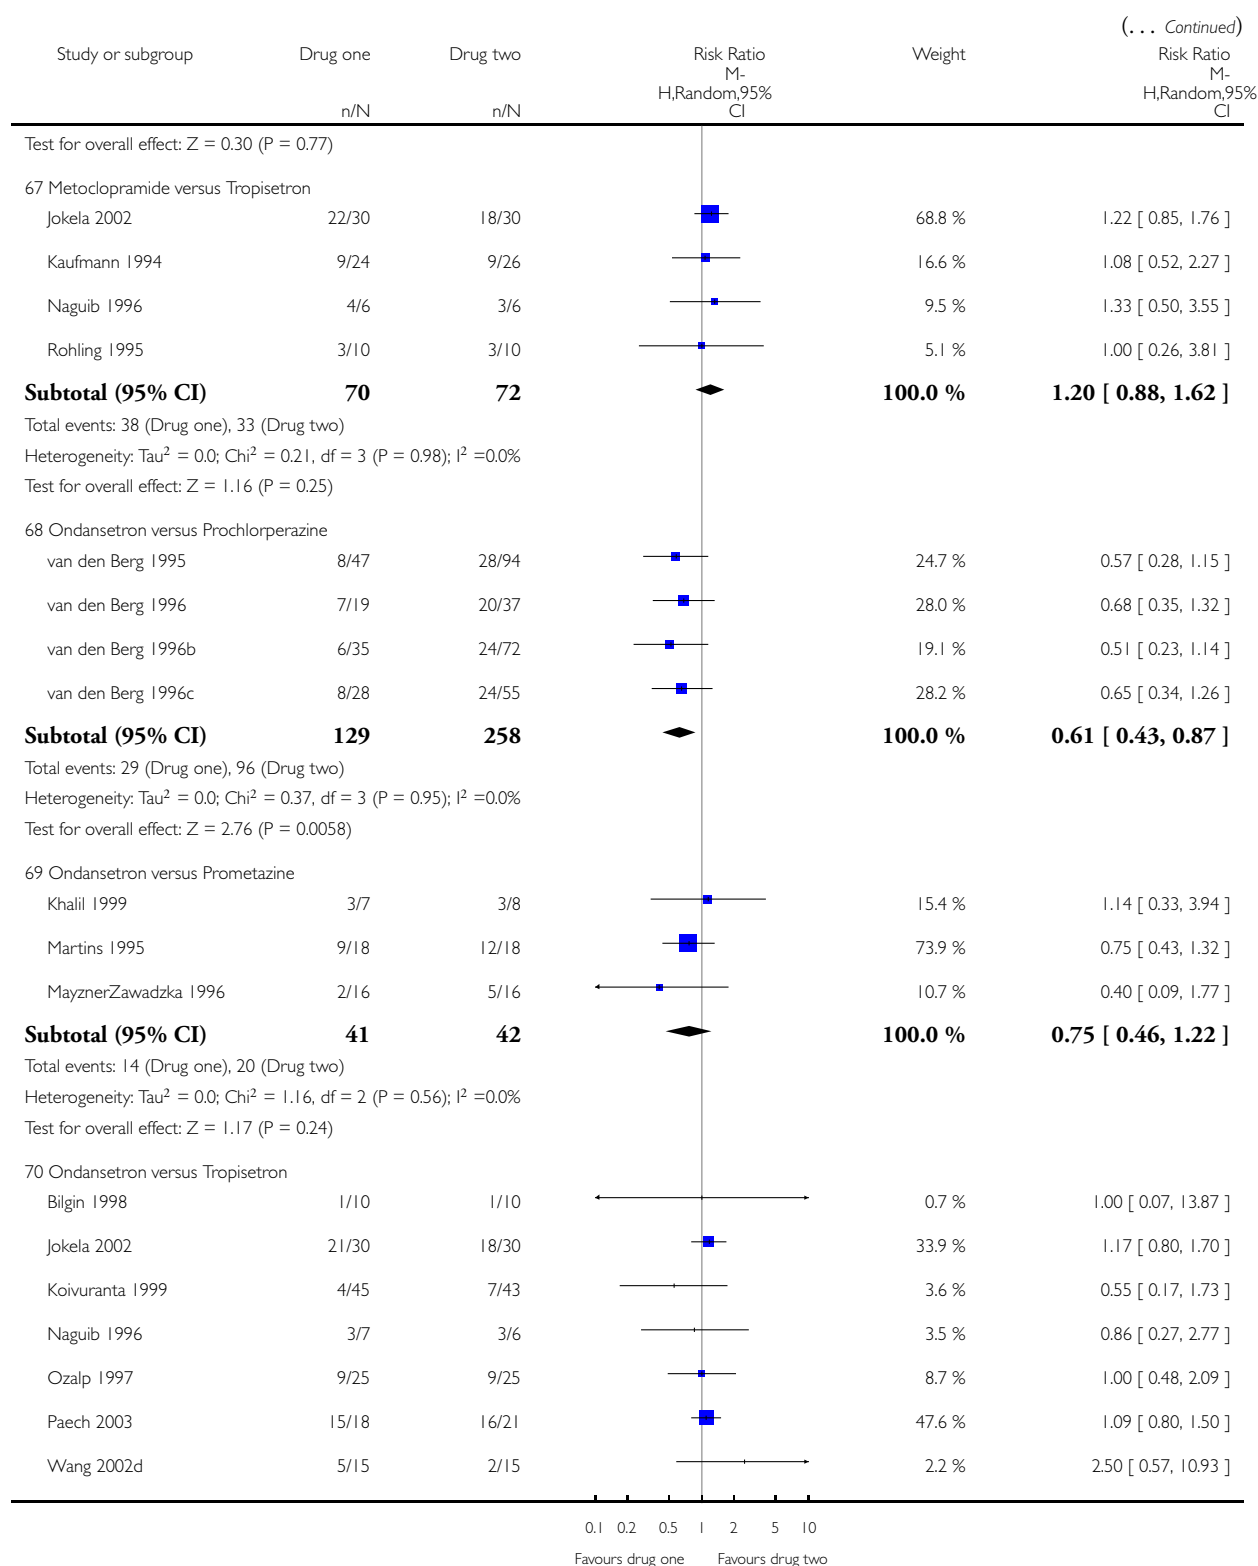 (... Continued)
Study or subgroup Drug one Drug two Risk Ratio Weight Risk Ratio
M- M-
H,Random,95% H,Random,95%
n/N n/N CI CI
Test for overall effect: Z = 0.30 (P = 0.77)
67 Metoclopramide versus Tropisetron
Jokela 2002 22/30 18/30 68.8 % 1.22 [ 0.85, 1.76 ]
Kaufmann 1994 9/24 9/26 16.6 % 1.08 [ 0.52, 2.27 ]
Naguib 1996 4/6 3/6 9.5 % 1.33 [ 0.50, 3.55 ]
Rohling 1995 3/10 3/10 5.1 % 1.00 [ 0.26, 3.81 ]
Subtotal (95% CI) 70 72 100.0 % 1.20 [ 0.88, 1.62 ]
Total events: 38 (Drug one), 33 (Drug two)
Heterogeneity: Tau² = 0.0; Chi² = 0.21, df = 3 (P = 0.98); I² =0.0%
Test for overall effect: Z = 1.16 (P = 0.25)
68 Ondansetron versus Prochlorperazine
van den Berg 1995 8/47 28/94 24.7 % 0.57 [ 0.28, 1.15 ]
van den Berg 1996 7/19 20/37 28.0 % 0.68 [ 0.35, 1.32 ]
van den Berg 1996b 6/35 24/72 19.1 % 0.51 [ 0.23, 1.14 ]
van den Berg 1996c 8/28 24/55 28.2 % 0.65 [ 0.34, 1.26 ]
Subtotal (95% CI) 129 258 100.0 % 0.61 [ 0.43, 0.87 ]
Total events: 29 (Drug one), 96 (Drug two)
Heterogeneity: Tau² = 0.0; Chi² = 0.37, df = 3 (P = 0.95); I² =0.0%
Test for overall effect: Z = 2.76 (P = 0.0058)
69 Ondansetron versus Prometazine
Khalil 1999 3/7 3/8 15.4 % 1.14 [ 0.33, 3.94 ]
Martins 1995 9/18 12/18 73.9 % 0.75 [ 0.43, 1.32 ]
MayznerZawadzka 1996 2/16 5/16 10.7 % 0.40 [ 0.09, 1.77 ]
Subtotal (95% CI) 41 42 100.0 % 0.75 [ 0.46, 1.22 ]
Total events: 14 (Drug one), 20 (Drug two)
Heterogeneity: Tau² = 0.0; Chi² = 1.16, df = 2 (P = 0.56); I² =0.0%
Test for overall effect: Z = 1.17 (P = 0.24)
70 Ondansetron versus Tropisetron
Bilgin 1998 1/10 1/10 0.7 % 1.00 [ 0.07, 13.87 ]
Jokela 2002 21/30 18/30 33.9 % 1.17 [ 0.80, 1.70 ]
Koivuranta 1999 4/45 7/43 3.6 % 0.55 [ 0.17, 1.73 ]
Naguib 1996 3/7 3/6 3.5 % 0.86 [ 0.27, 2.77 ]
Ozalp 1997 9/25 9/25 8.7 % 1.00 [ 0.48, 2.09 ]
Paech 2003 15/18 16/21 47.6 % 1.09 [ 0.80, 1.50 ]
Wang 2002d 5/15 2/15 2.2 % 2.50 [ 0.57, 10.93 ]
0.1 0.2 0.5 1 2 5 10
Favours drug one Favours drug two